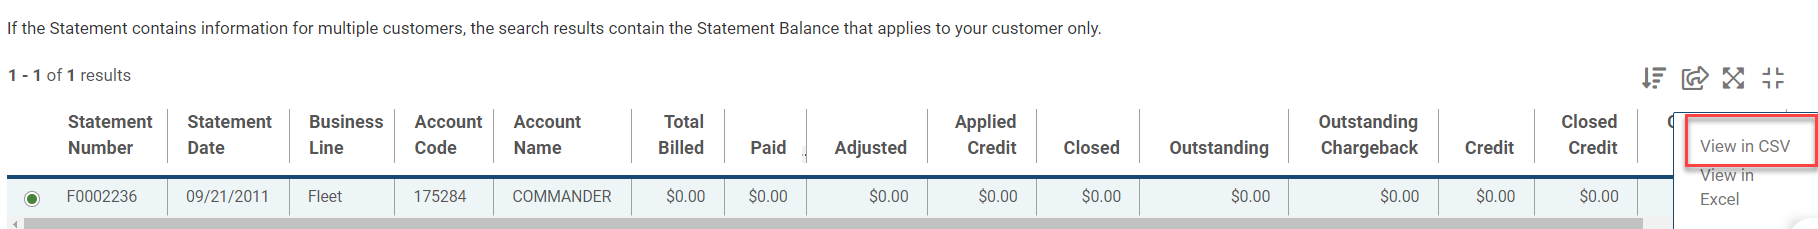 If the Statement contains information for multiple customers, the search results contain the Statement Balance that applies to your customer only.
1 - 1 of 1 results
Statement Number Statement Date Business Line Account Code Account Name Total Billed Paid Adjusted Applied Credit Closed Outstanding Outstanding Chargeback Credit Closed Credit
F0002236 09/21/2011 Fleet 175284 COMMANDER $0.00 $0.00 $0.00 $0.00 $0.00 $0.00 $0.00 $0.00 $0.00
View in CSV
View in
Excel